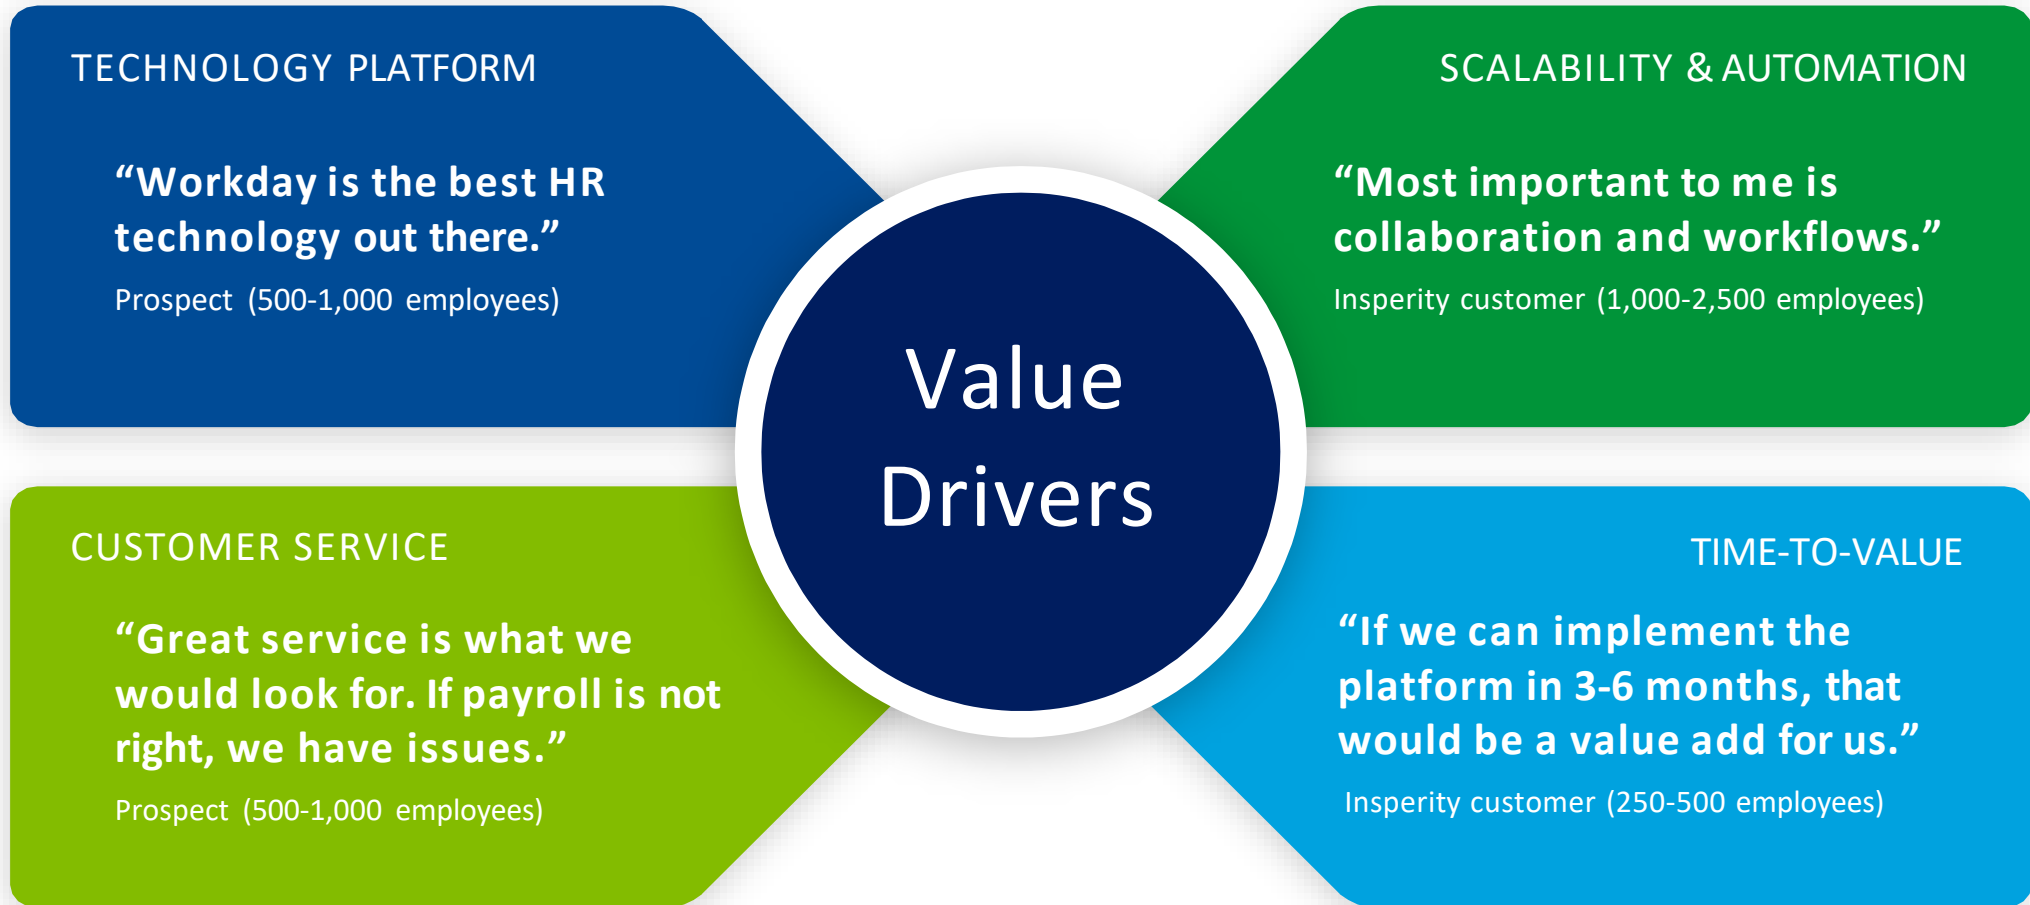 TECHNOLOGY PLATFORM
“Workday is the best HR
technology out there.”
Prospect (500-1,000 employees)
SCALABILITY & AUTOMATION
“Most important to me is
collaboration and workflows.”
Insperity customer (1,000-2,500 employees)
Value
Drivers
CUSTOMER SERVICE
“Great service is what we
would look for. If payroll is not
right, we have issues.”
Prospect (500-1,000 employees)
TIME-TO-VALUE
“If we can implement the
platform in 3-6 months, that
would be a value add for us.”
Insperity customer (250-500 employees)